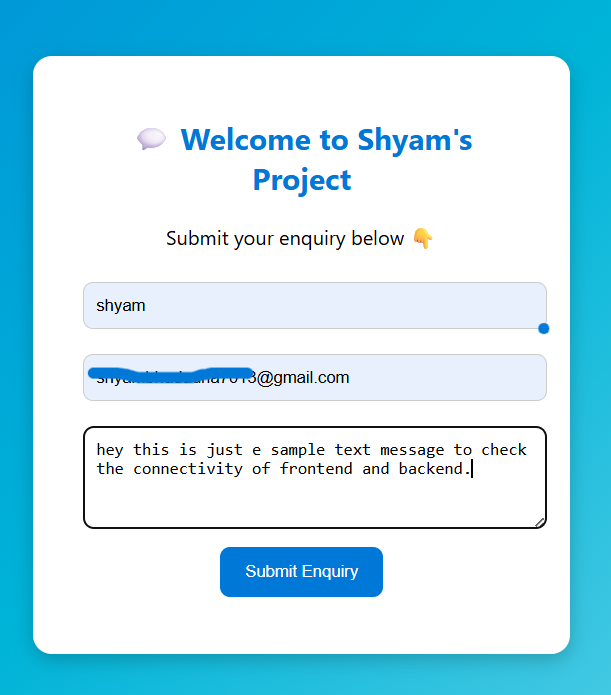 Welcome to Shyam's
Project
Submit your enquiry below
shyam
@gmail.com
hey this is just e sample text message to check
the connectivity of frontend and backend.
Submit Enquiry